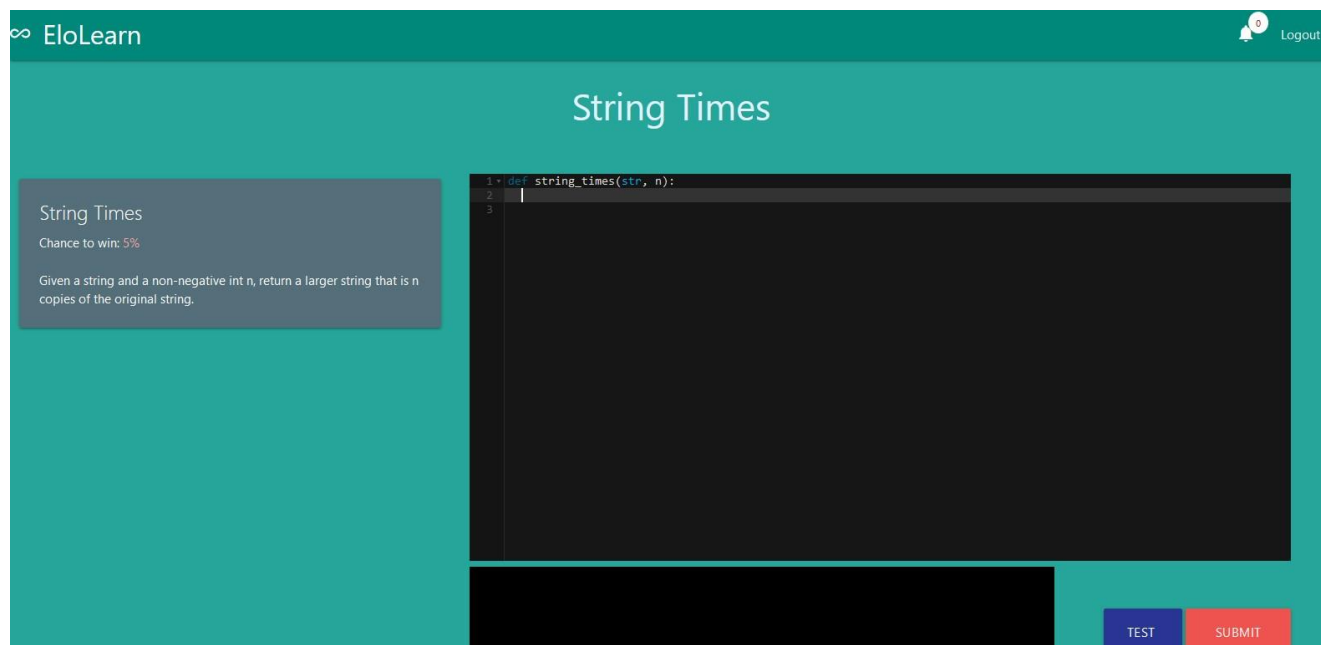 ∞ EloLearn
0
Logout
String Times
String Times
Chance to win: 5%
Given a string and a non-negative int n, return a larger string that is n
copies of the original string.
1 def string_times(str, n):
2
3
TEST
SUBMIT